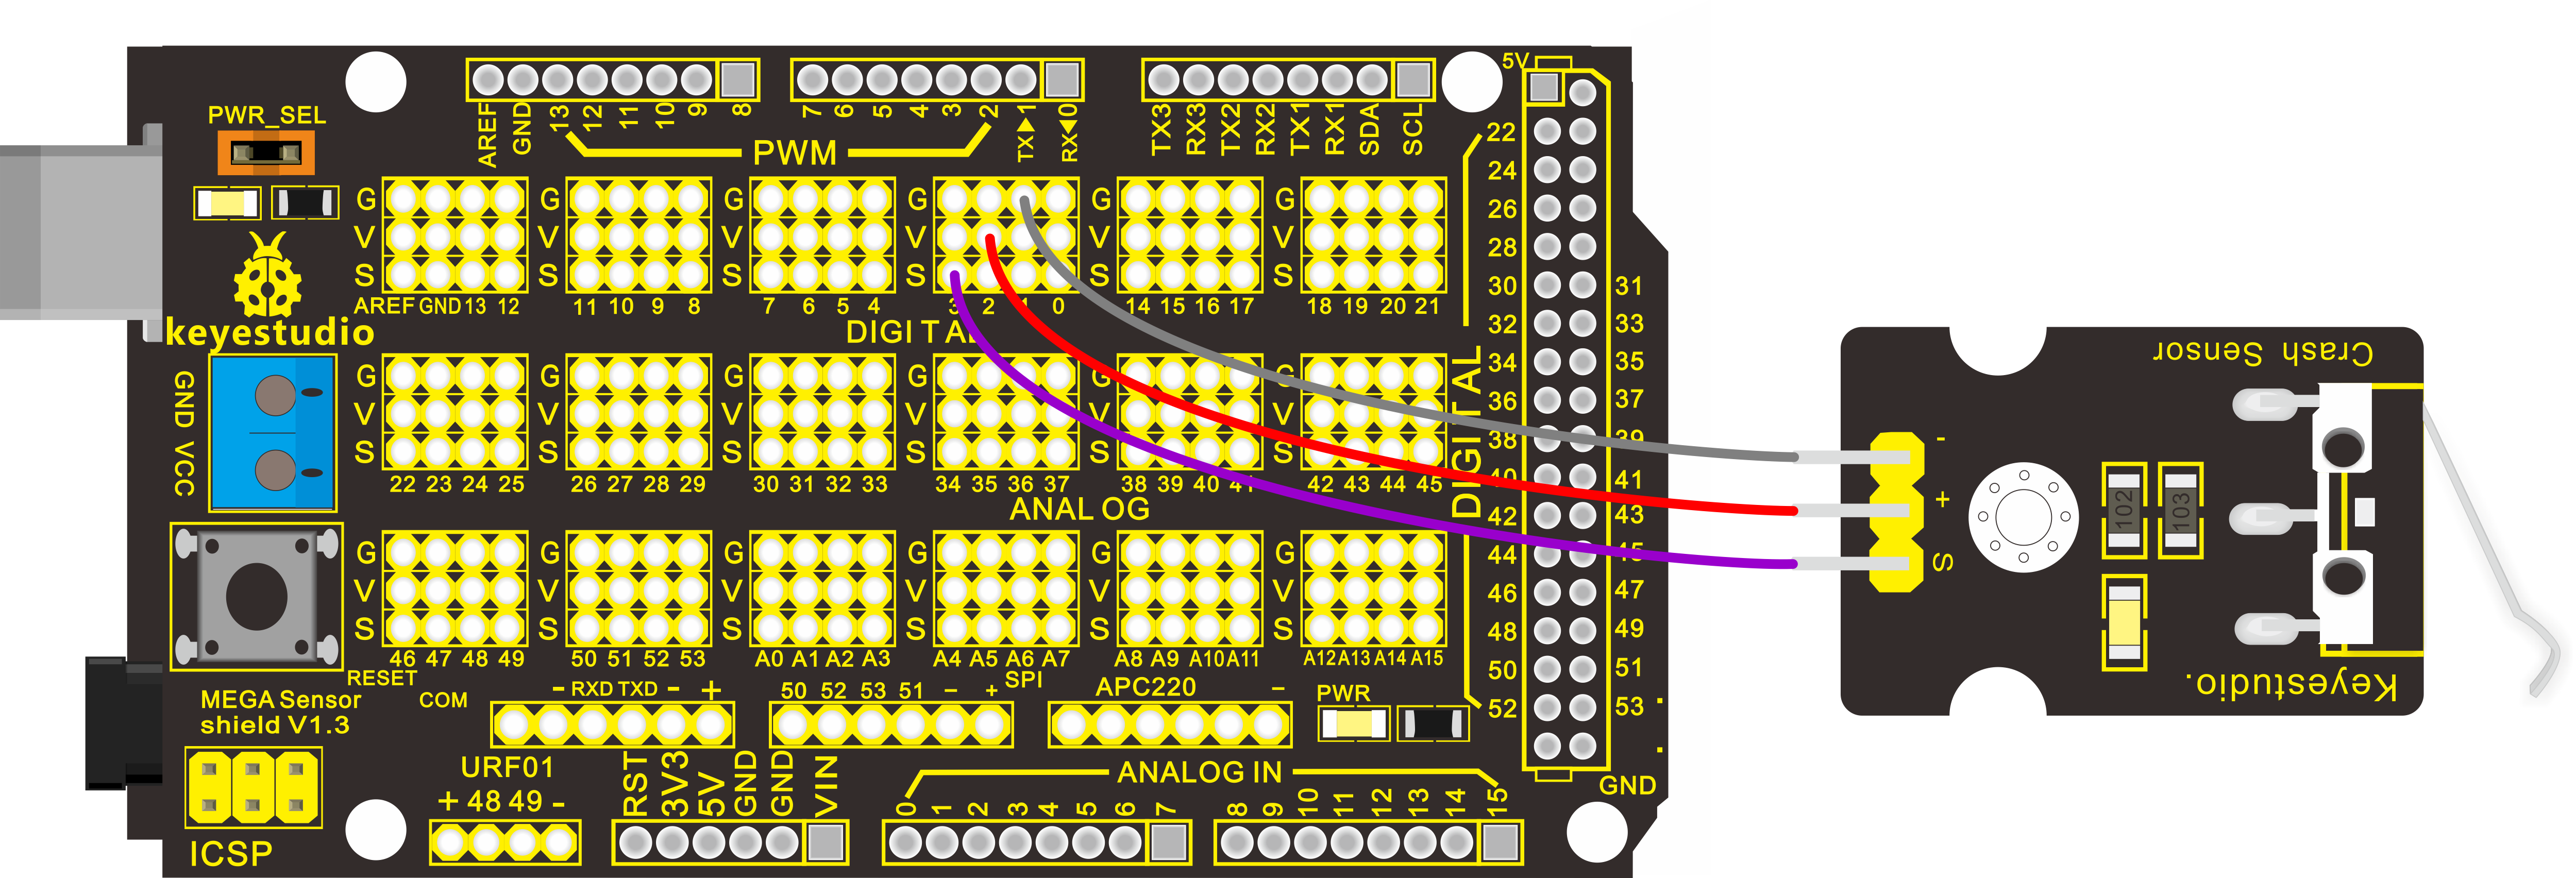 5V
PWR_SEL
AREF GND 13 12 11 10 9 8
7 6 5 4 3 2 TX▶1 RX◀0
TX3 RX3 TX2 RX2 TX1 RX1 SDA SCL
PWM
22
24
26
28
30 31
32 33
34 35
36 37
38 39
40 41
42 43
44 45
46 47
48 49
50 51
52 53
GND
DIGITAL
G G G G G G
V V V V V V
S S S S S S
AREF GND 13 12 11 10 9 8 7 6 5 4 3 2 1 0 14 15 16 17 18 19 20 21
keyestudio
DIGITAL
GND VCC
G G G G G G
V V V V V V
S S S S S S
22 23 24 25 26 27 28 29 30 31 32 33 34 35 36 37 38 39 40 41 42 43 44 45
ANALOG
G G G G G G
V V V V V V
S S S S S S
46 47 48 49 50 51 52 53 A0 A1 A2 A3 A4 A5 A6 A7 A8 A9 A10 A11 A12 A13 A14 A15
RESET
MEGA Sensor
shield V1.3
COM
- RXD TXD - +
50 52 53 51 - +
SPI
APC220 -
PWR
URF01
+ 48 49 -
RST 3V3 5V GND GND VIN
ANALOG IN
0 1 2 3 4 5 6 7 8 9 10 11 12 13 14 15
ICSP
Crash Sensor
-
+
S
102 103
Keyestudio.